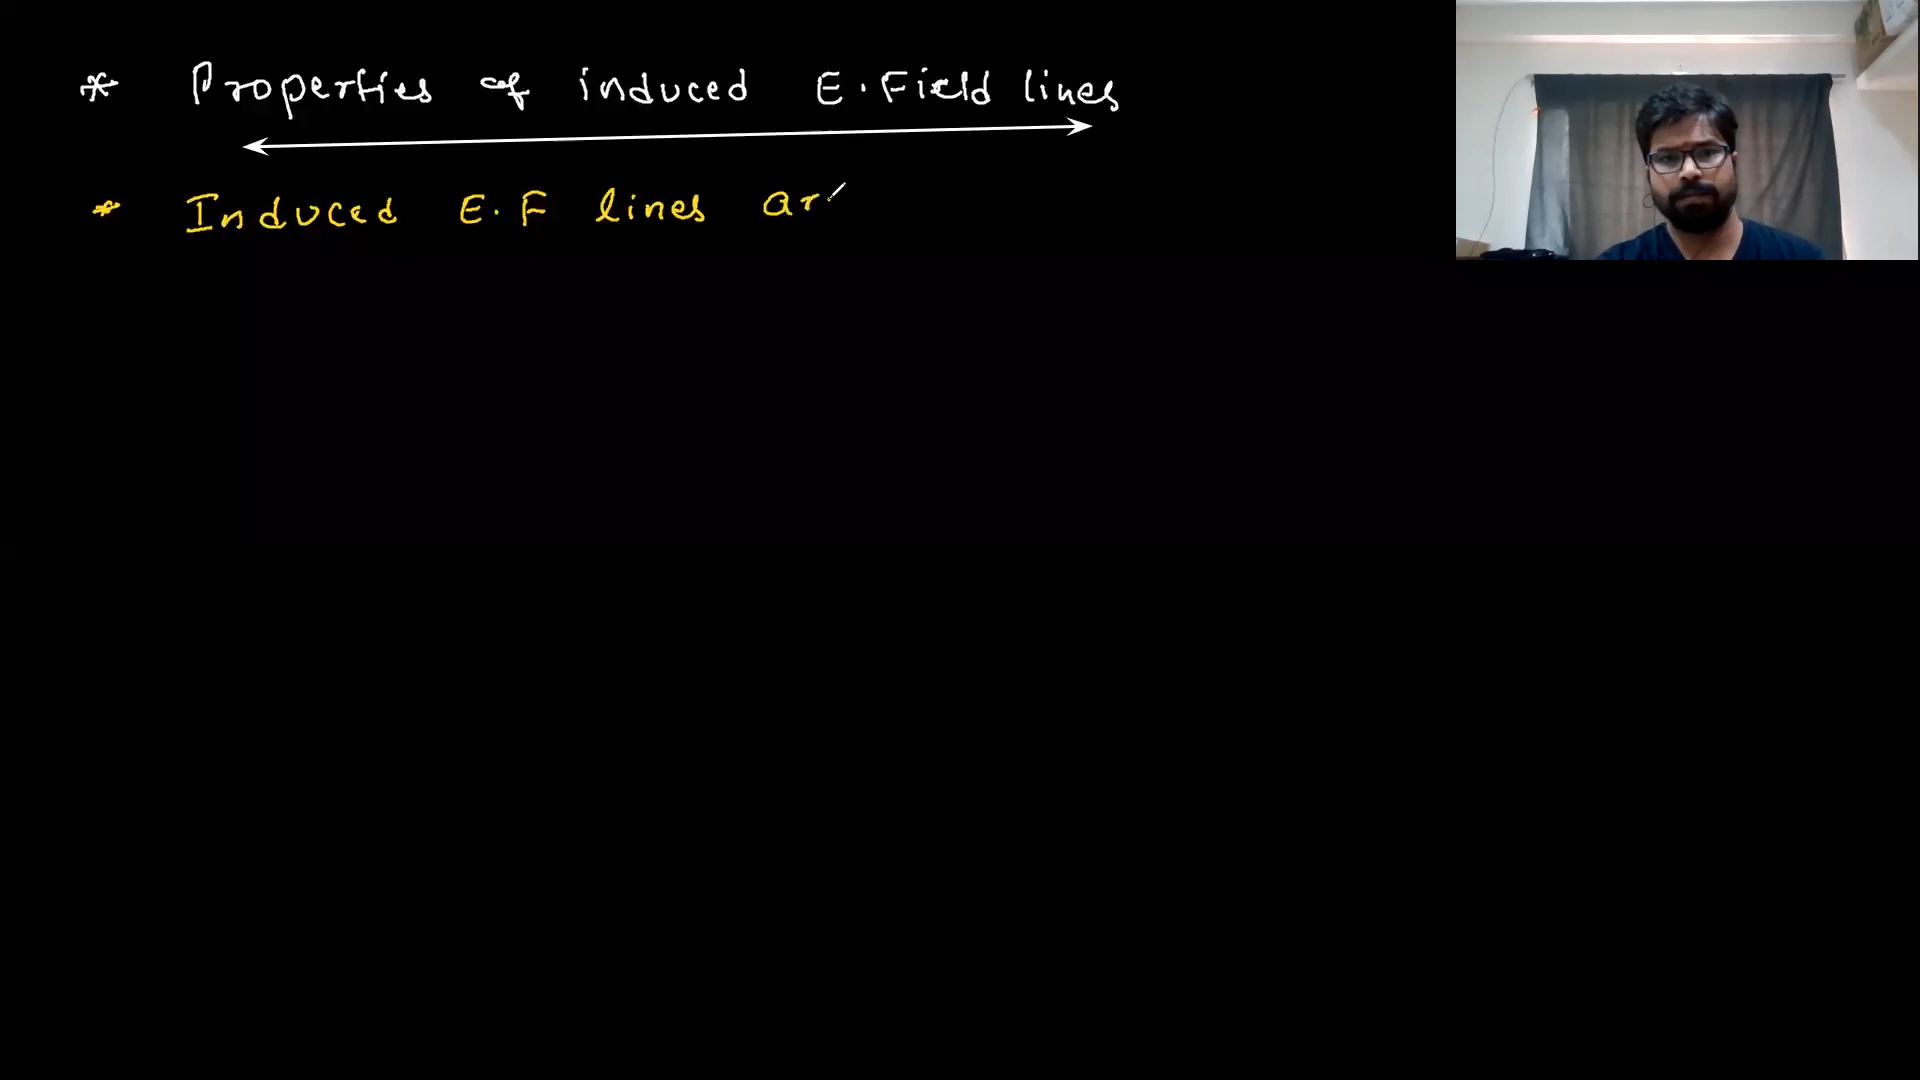 * Properties of induced E.Field lines
* Induced E.F lines ar